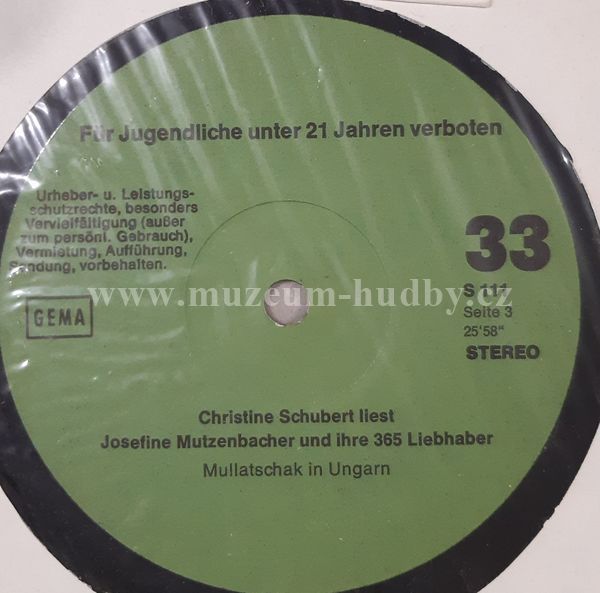 Für Jugendliche unter 21 Jahren verboten
Urheber- u. Leistungs-
schutzrechte, besonders
Vervielfältigung (außer
zum persönl. Gebrauch),
Vermietung, Aufführung,
Sendung, vorbehalten.
GEMA
33
S 111
Seite 3
25'58"
STEREO
www.muzeum-hudby.cz
Christine Schubert liest
Josefine Mutzenbacher und ihre 365 Liebhaber
Mullatschak in Ungarn